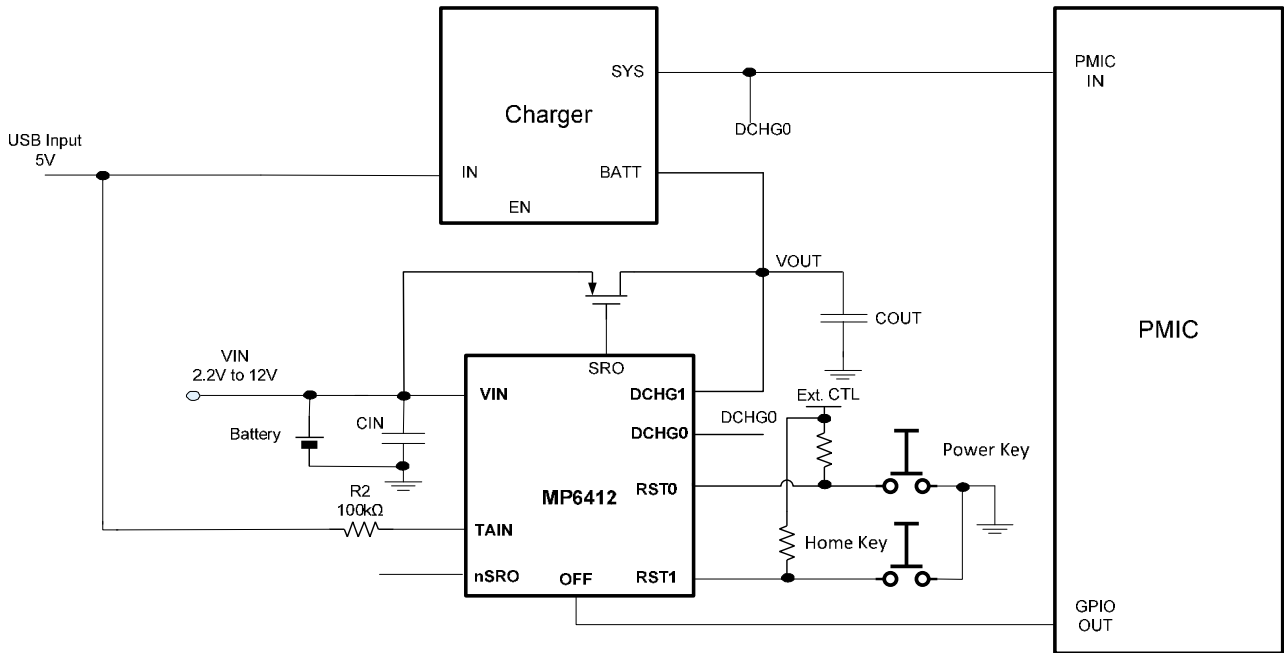 SYS
PMIC
IN
Charger
DCHG0
USB Input
5V
IN
BATT
EN
VOUT
COUT
SRO
VIN
2.2V to 12V
VIN
DCHG1
Ext. CTL
Battery
CIN
DCHG0
DCHG0
Power Key
PMIC
R2
100kΩ
MP6412
RST0
TAIN
Home Key
nSRO
OFF
RST1
GPIO
OUT